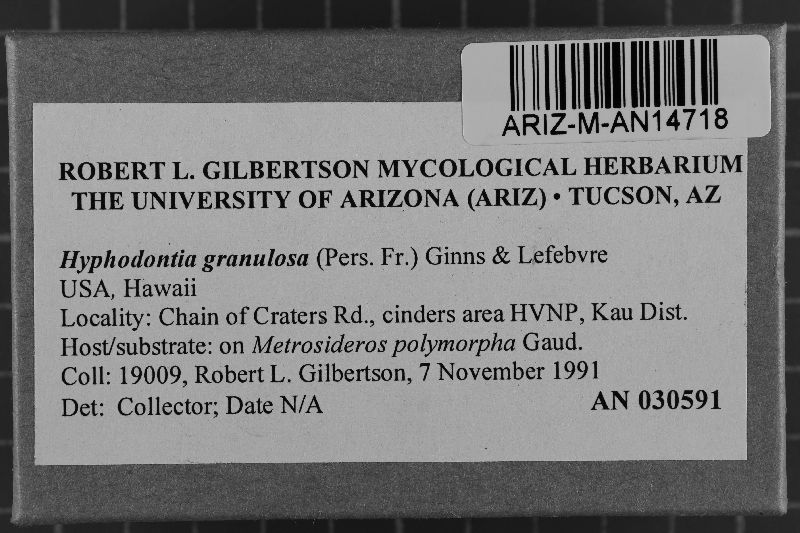 ARIZ-M-AN14718
ROBERT L. GILBERTSON MYCOLOGICAL HERBARIUM
THE UNIVERSITY OF ARIZONA (ARIZ) • TUCSON, AZ
Hyphodontia granulosa (Pers. Fr.) Ginns & Lefebvre
USA, Hawaii
Locality: Chain of Craters Rd., cinders area HVNP, Kau Dist.
Host/substrate: on Metrosideros polymorpha Gaud.
Coll: 19009, Robert L. Gilbertson, 7 November 1991
Det: Collector; Date N/A AN 030591